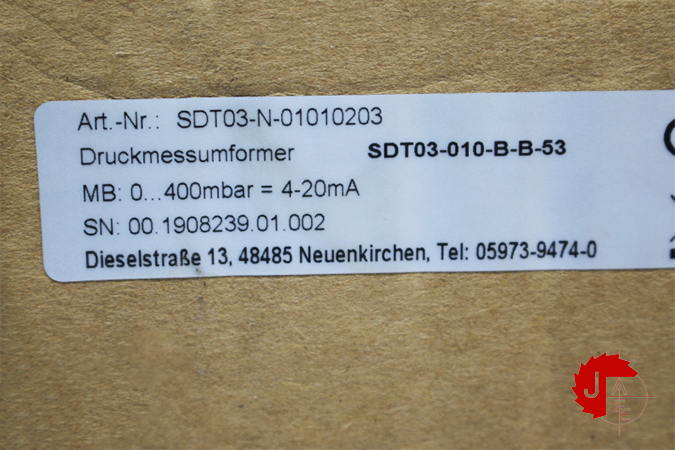 Art.-Nr.: SDT03-N-01010203
Druckmessumformer SDT03-010-B-B-53
MB: 0...400mbar = 4-20mA
SN: 00.1908239.01.002
Dieselstraße 13, 48485 Neuenkirchen, Tel: 05973-9474-0
J